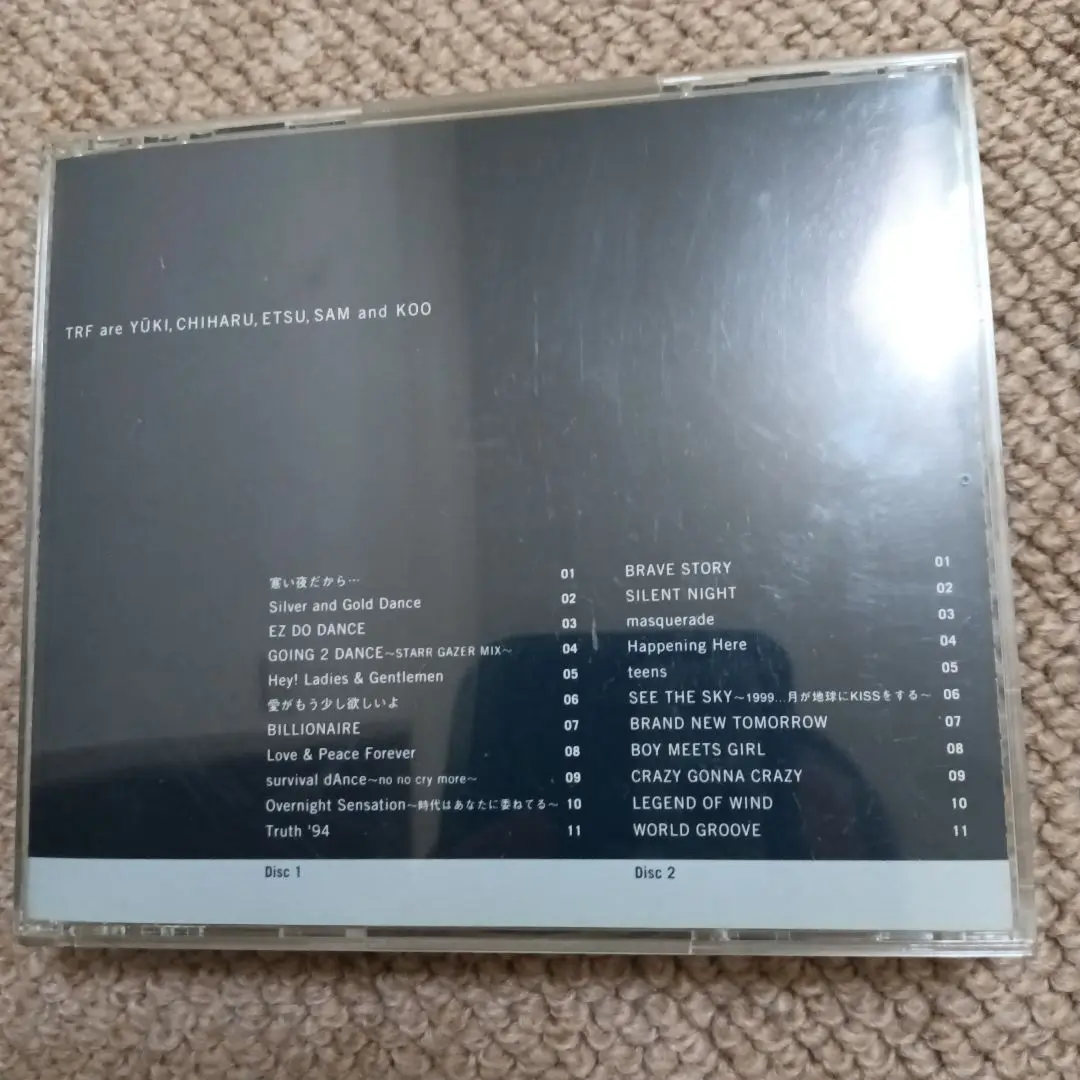 TRF are YŪKI, CHIHARU, ETSU, SAM and KOO
寒い夜だから… 01
Silver and Gold Dance 02
EZ DO DANCE 03
GOING 2 DANCE~STARR GAZER MIX~ 04
Hey! Ladies & Gentlemen 05
愛がもう少し欲しいよ 06
BILLIONAIRE 07
Love & Peace Forever 08
survival dAnce~no no cry more~ 09
Overnight Sensation~時代はあなたに委ねてる~ 10
Truth '94 11
Disc 1
BRAVE STORY 01
SILENT NIGHT 02
masquerade 03
Happening Here 04
teens 05
SEE THE SKY~1999...月が地球にKISSをする~ 06
BRAND NEW TOMORROW 07
BOY MEETS GIRL 08
CRAZY GONNA CRAZY 09
LEGEND OF WIND 10
WORLD GROOVE 11
Disc 2